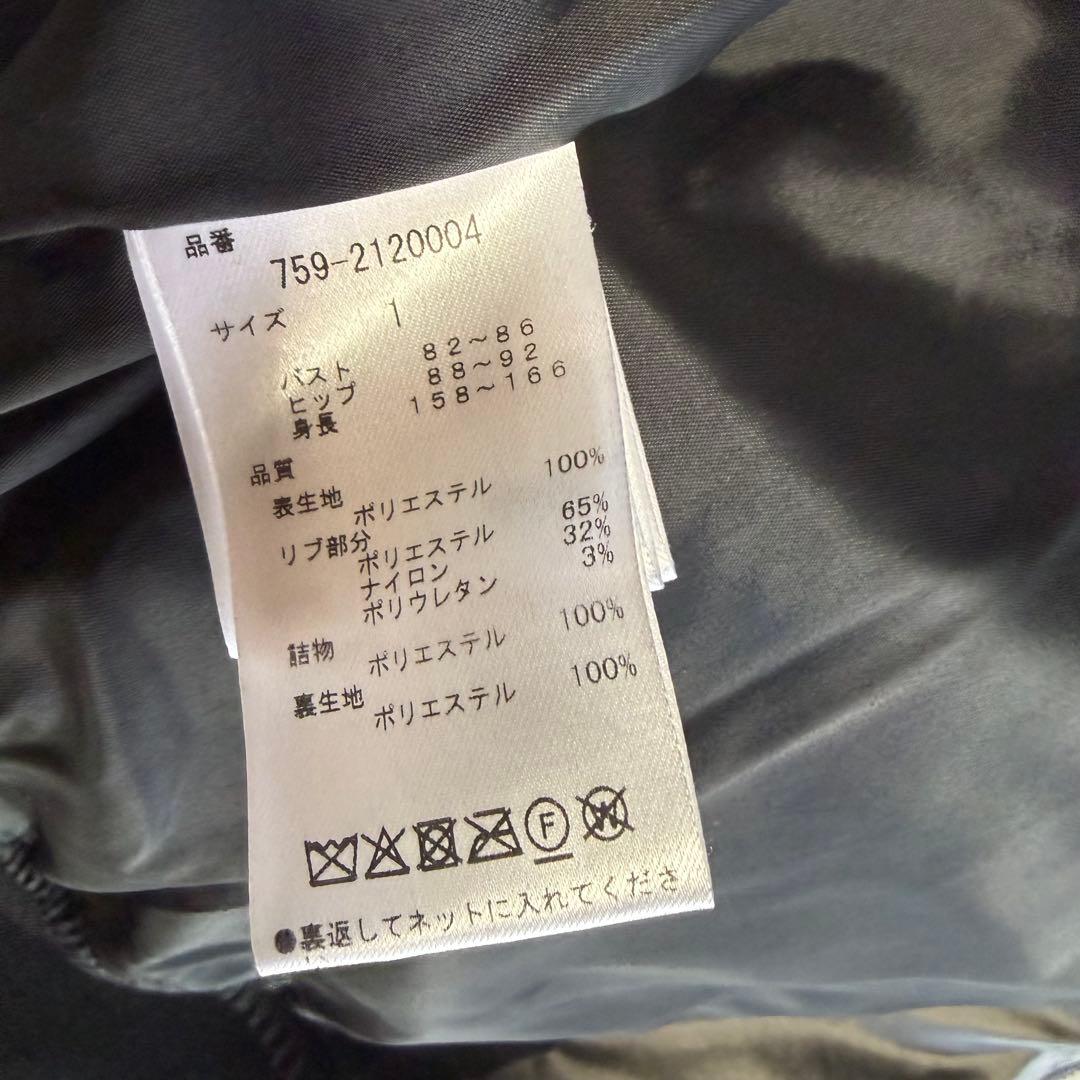 品番
759-2120004
サイズ 1
バスト 82～86
ヒップ 88～92
身長 158～166
品質
表生地 ポリエステル 100%
リブ部分 ポリエステル 65%
ナイロン 32%
ポリウレタン 3%
詰物 ポリエステル 100%
裏生地 ポリエステル 100%
F
W
●裏返してネットに入れてくださ